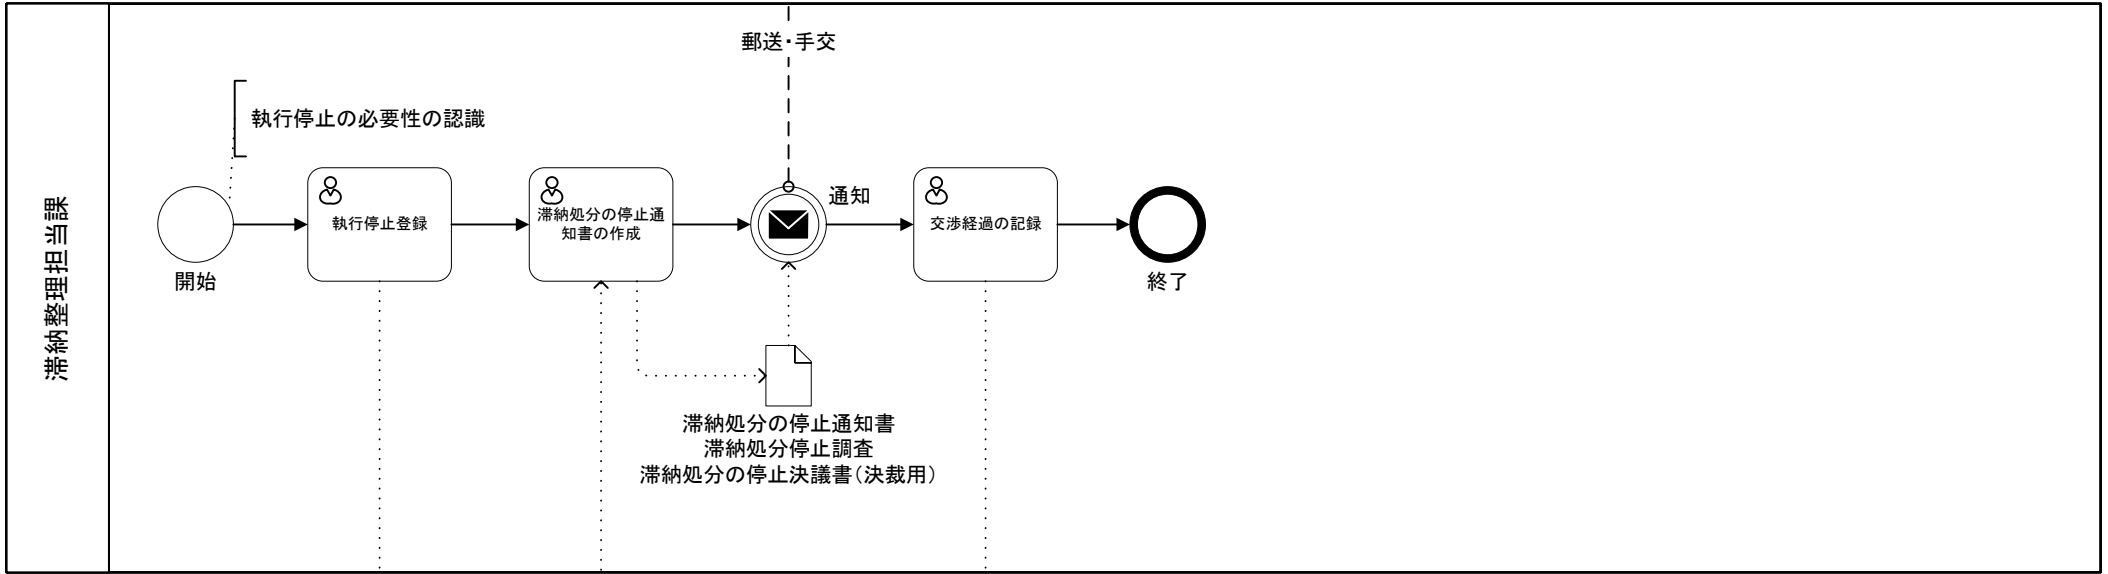 滞納整理担当課
郵送・手交
執行停止の必要性の認識
開始
執行停止登録
滞納処分の停止通
知書の作成
通知
交渉経過の記録
終了
滞納処分の停止通知書
滞納処分停止調査
滞納処分の停止決議書(決裁用)